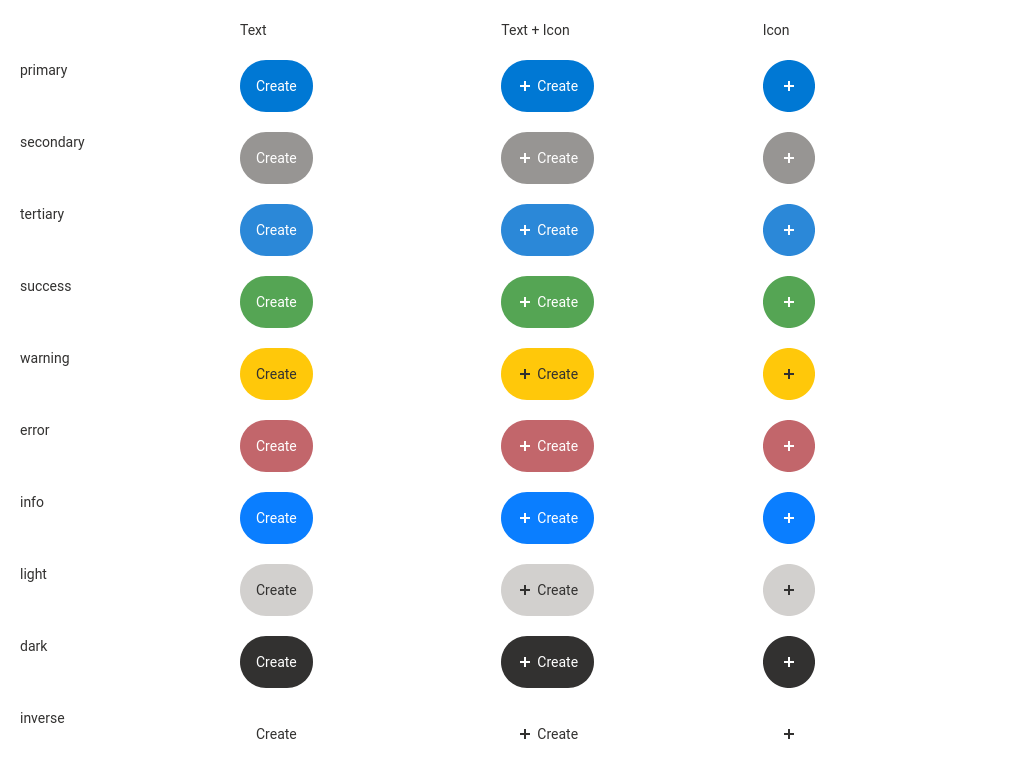 Text Text + Icon Icon
primary Create + Create +
secondary Create + Create +
tertiary Create + Create +
success Create + Create +
warning Create + Create +
error Create + Create +
info Create + Create +
light Create + Create +
dark Create + Create +
inverse Create + Create +